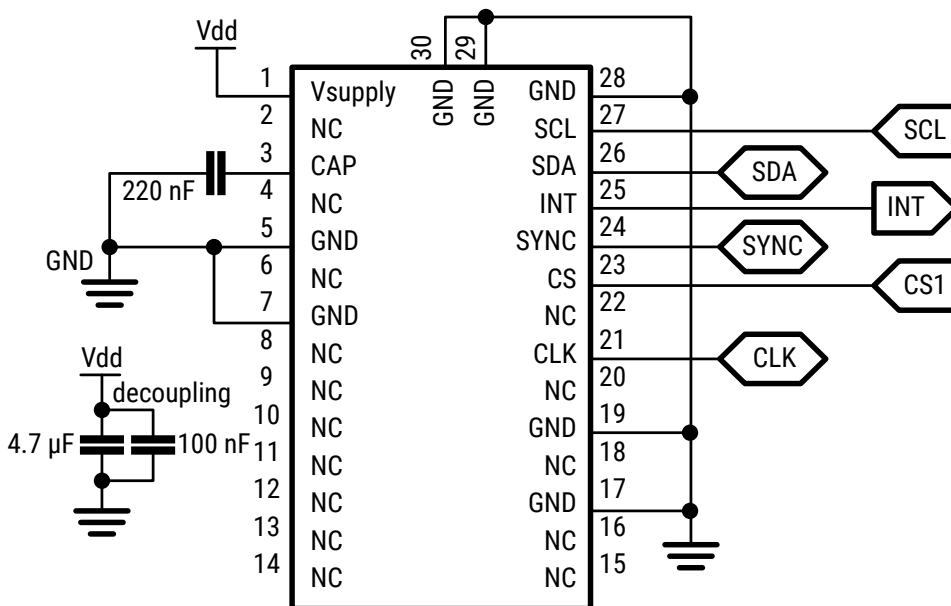 Vdd
30
29
1
Vsupply
GND
GND
GND
28
2
NC
SCL
27
SCL
3
CAP
SDA
26
SDA
220 nF
4
NC
INT
25
INT
5
GND
SYNC
24
SYNC
GND
6
NC
CS
23
CS1
7
GND
NC
22
8
NC
CLK
21
CLK
Vdd
9
NC
NC
20
decoupling
10
NC
GND
19
4.7 µF
100 nF
11
NC
NC
18
12
NC
GND
17
13
NC
NC
16
14
NC
NC
15